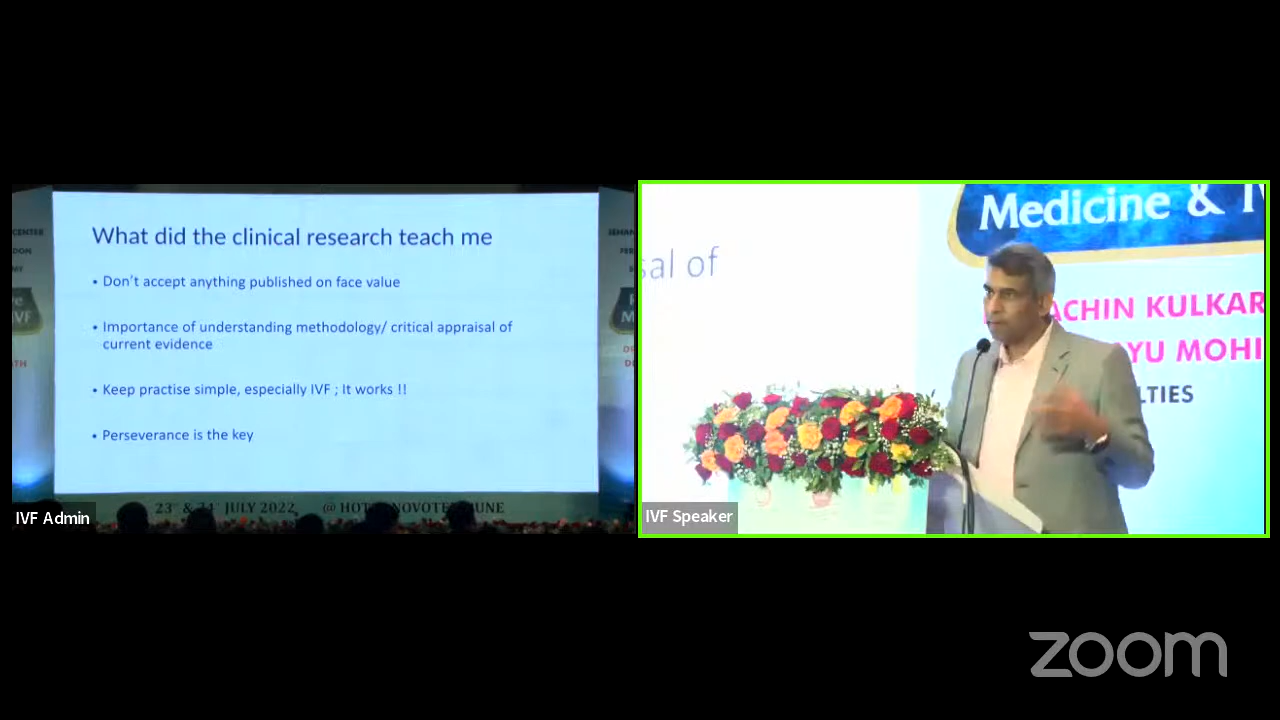 What did the clinical research teach me
• Don't accept anything published on face value
• Importance of understanding methodology/ critical appraisal of
current evidence
• Keep practise simple, especially IVF ; It works !!
• Perseverance is the key
JULY 2022
IVF Admin
sal of
Medicine &
ACHIN KULKAR
YU MOHI
LTIES
IVF Speaker
zoom